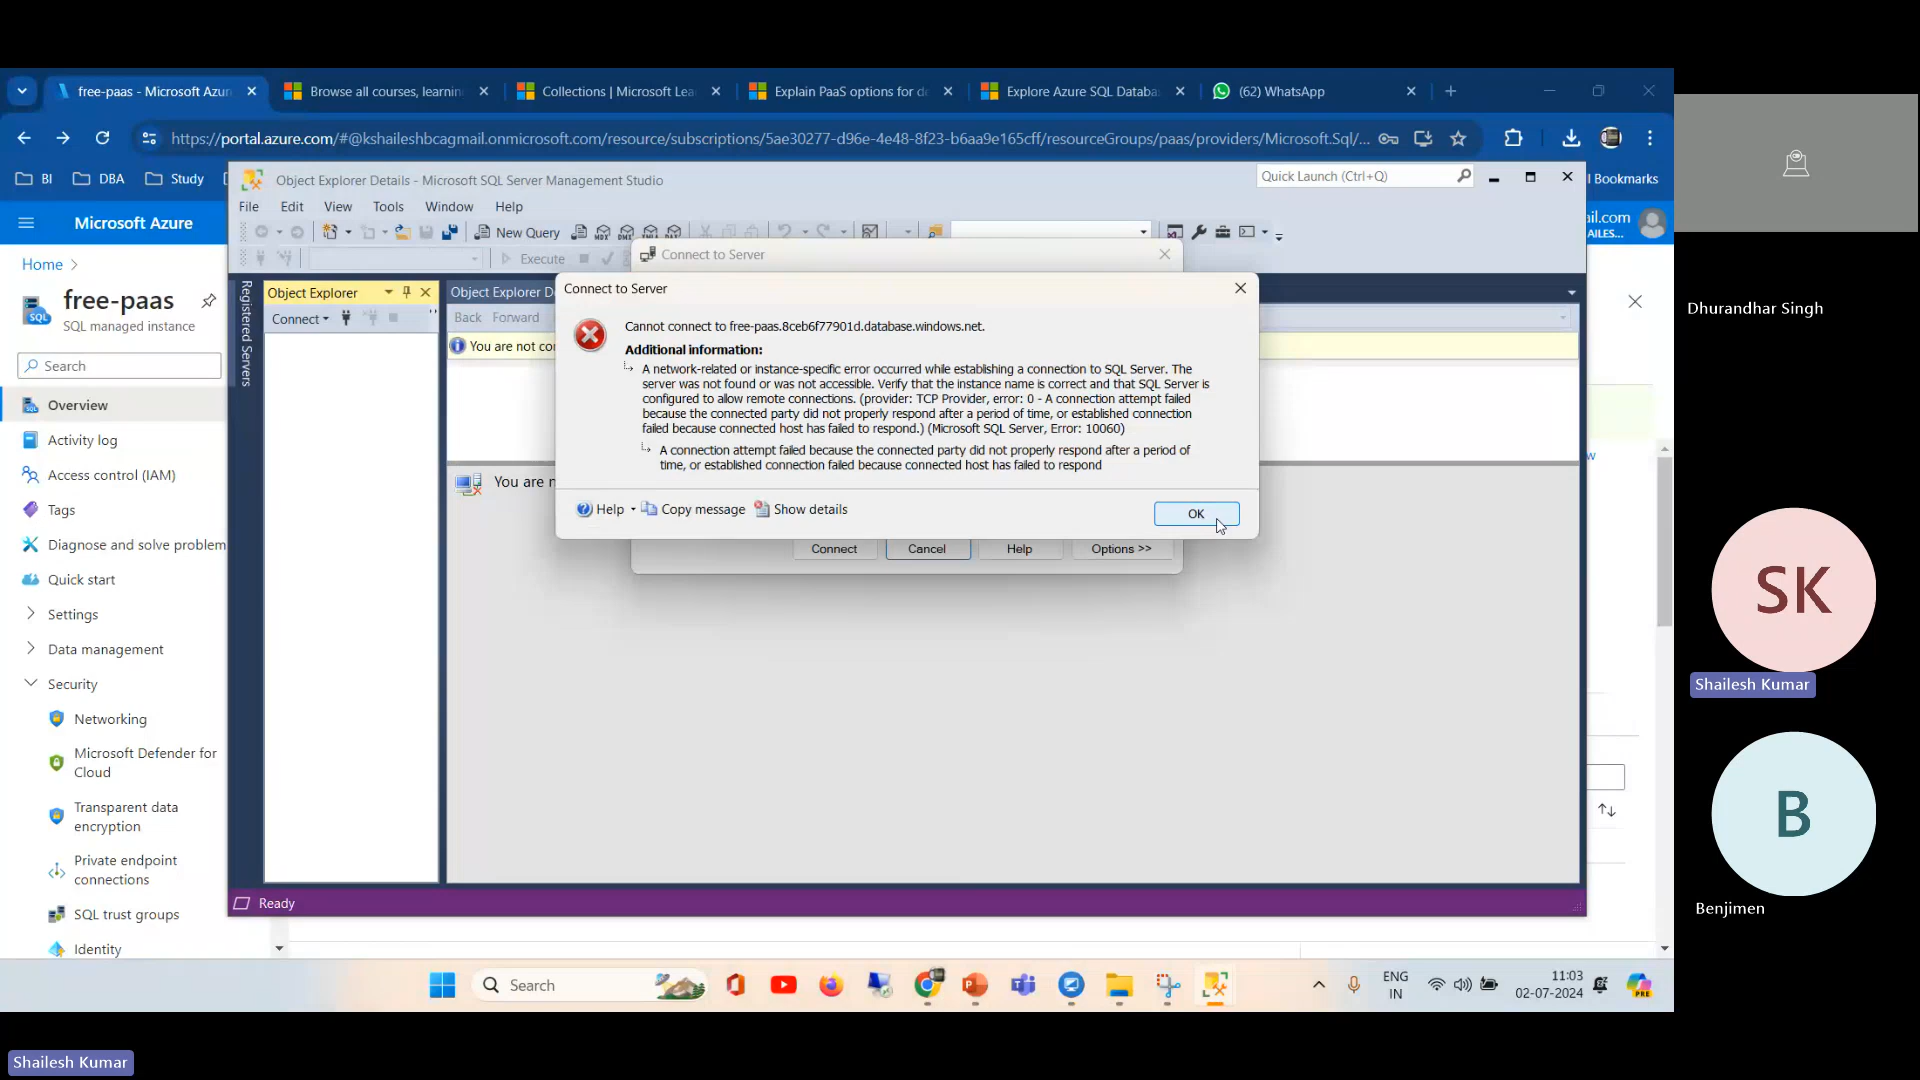 free-paas - Microsoft Azur
Browse all courses, learnin
Collections | Microsoft Lea
Explain PaaS options for de
Explore Azure SQL Databa
(62) WhatsApp
https://portal.azure.com/#@kshaileshbcagmail.onmicrosoft.com/resource/subscriptions/5ae30277-d96e-4e48-8f23-b6aa9e165cff/resourceGroups/paas/providers/Microsoft.Sql/...
BI
DBA
Study
l Bookmarks
Microsoft Azure
ail.com
AILES...
Home
free-paas
SQL managed instance
Search
Overview
Activity log
Access control (IAM)
Tags
Diagnose and solve problem
Quick start
Settings
Data management
Security
Networking
Microsoft Defender for
Cloud
Transparent data
encryption
Private endpoint
connections
SQL trust groups
Identity
w
Object Explorer Details - Microsoft SQL Server Management Studio
Quick Launch (Ctrl+Q)
File
Edit
View
Tools
Window
Help
New Query
MDX
DMX
XMLA
DAX
Execute
Registered Servers
Object Explorer
Connect
Object Explorer De
Back
Forward
You are not con
You are n
Connect to Server
Connect to Server
Cannot connect to free-paas.8ceb6f77901d.database.windows.net.
Additional information:
A network-related or instance-specific error occurred while establishing a connection to SQL Server. The
server was not found or was not accessible. Verify that the instance name is correct and that SQL Server is
configured to allow remote connections. (provider: TCP Provider, error: 0 - A connection attempt failed
because the connected party did not properly respond after a period of time, or established connection
failed because connected host has failed to respond.) (Microsoft SQL Server, Error: 10060)
A connection attempt failed because the connected party did not properly respond after a period of
time, or established connection failed because connected host has failed to respond
Help
Copy message
Show details
OK
Connect
Cancel
Help
Options >>
Ready
Search
ENG
IN
11:03
02-07-2024
PRE
Dhurandhar Singh
SK
Shailesh Kumar
B
Benjimen
Shailesh Kumar